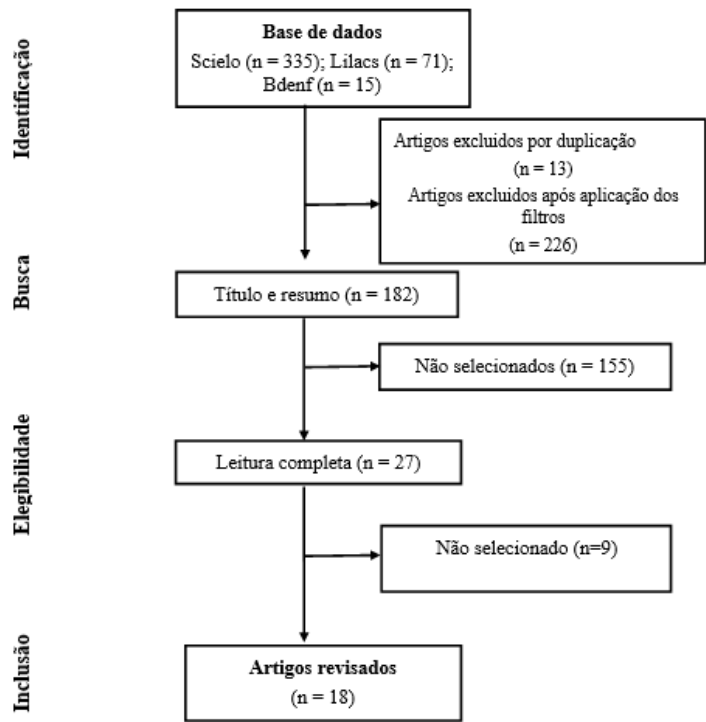 Identificação
Base de dados
Scielo (n = 335); Lilacs (n = 71);
Bdenf (n = 15)
Artigos excluidos por duplicação
(n = 13)
Artigos excluidos após aplicação dos
filtros
(n = 226)
Busca
Título e resumo (n = 182)
Não selecionados (n = 155)
Elegibilidade
Leitura completa (n = 27)
Não selecionado (n=9)
Inclusão
Artigos revisados
(n = 18)